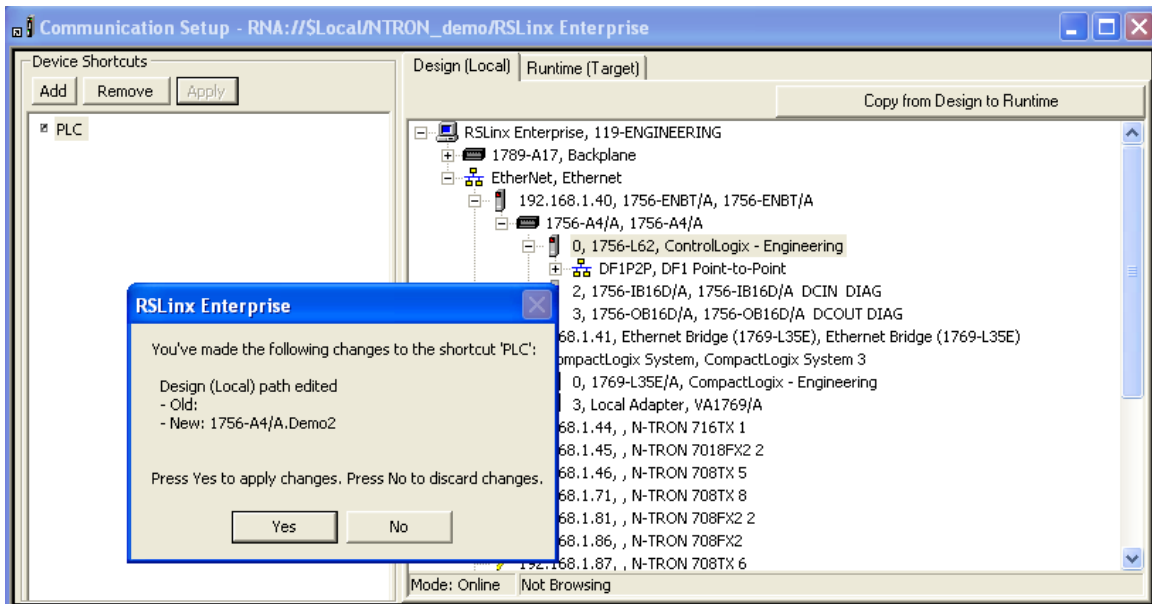 Communication Setup - RNA://$Local/NTRON_demo/RSLinx Enterprise
Device Shortcuts
Add Remove Apply
PLC
Design (Local) Runtime (Target)
Copy from Design to Runtime
RSLinx Enterprise, 119-ENGINEERING
1789-A17, Backplane
EtherNet, Ethernet
192.168.1.40, 1756-ENBT/A, 1756-ENBT/A
1756-A4/A, 1756-A4/A
0, 1756-L62, ControlLogix - Engineering
DF1P2P, DF1 Point-to-Point
2, 1756-IB16D/A, 1756-IB16D/A DCIN DIAG
3, 1756-OB16D/A, 1756-OB16D/A DCOUT DIAG
68.1.41, Ethernet Bridge (1769-L35E), Ethernet Bridge (1769-L35E)
ompactLogix System, CompactLogix System 3
0, 1769-L35E/A, CompactLogix - Engineering
3, Local Adapter, VA1769/A
68.1.44, , N-TRON 716TX 1
68.1.45, , N-TRON 7018FX2 2
68.1.46, , N-TRON 708TX 5
68.1.71, , N-TRON 708TX 8
68.1.81, , N-TRON 708FX2 2
68.1.86, , N-TRON 708FX2
192.168.1.87, , N-TRON 708TX 6
Mode: Online Not Browsing
RSLinx Enterprise
You've made the following changes to the shortcut 'PLC':
Design (Local) path edited
- Old:
- New: 1756-A4/A.Demo2
Press Yes to apply changes. Press No to discard changes.
Yes No